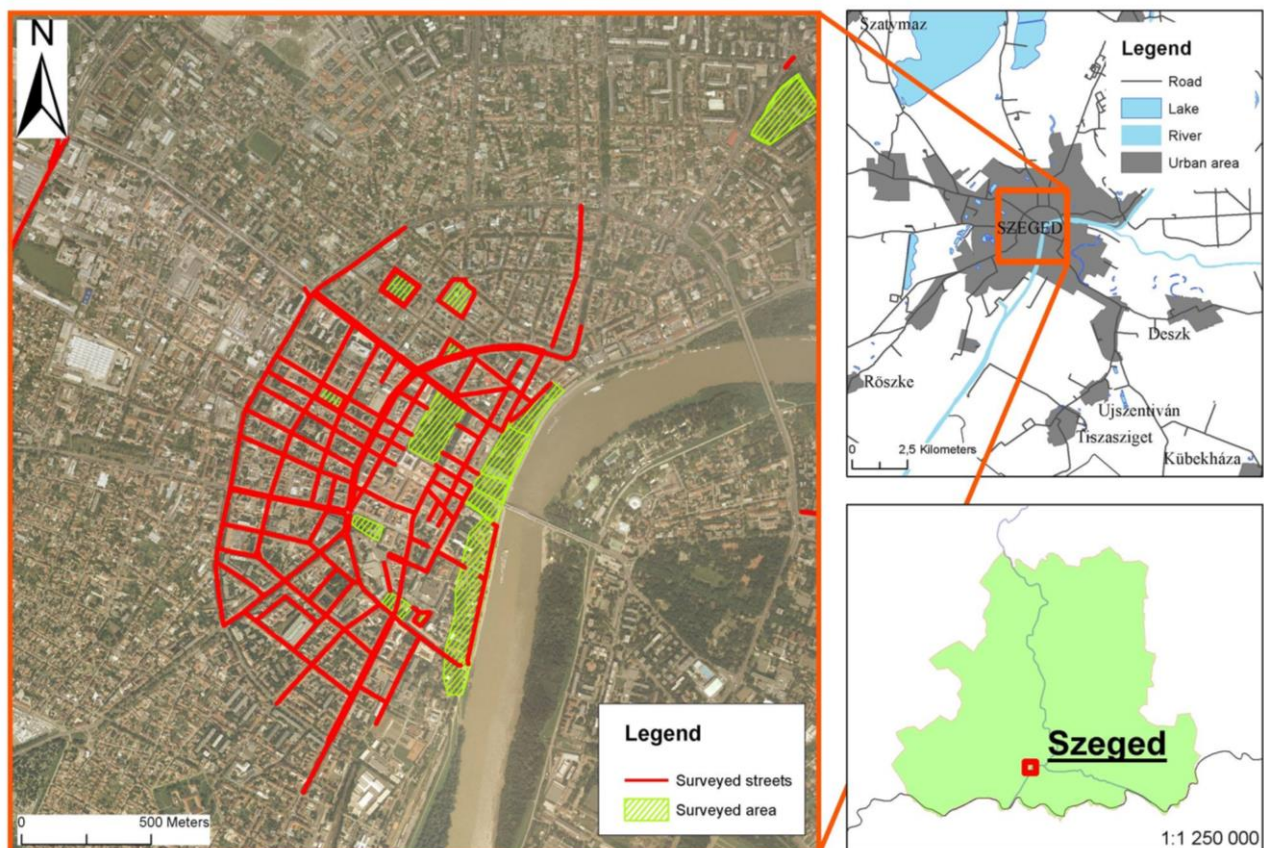 N
Legend
Surveyed streets
Surveyed area
0 500 Meters
Szatymaz
Legend
Road
Lake
River
Urban area
SZEGED
Deszk
Röszke
Ujszentiván
Tiszasziget
Kübekháza
0 2,5 Kilometers
Szeged
1:1 250 000